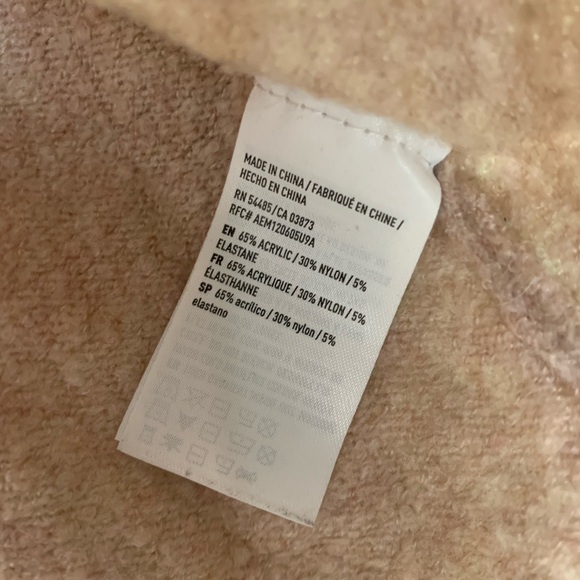 MADE IN CHINA / FABRIQUÉ EN CHINE /
HECHO EN CHINA
RN 54485/CA 03873
RFC# AEM120605U9A
EN 65% ACRYLIC / 30% NYLON / 5%
ELASTANE
FR 65% ACRYLIQUE / 30% NYLON / 5%
ÉLASTHANNE
SP 65% acrílico / 30% nylon / 5%
elastano